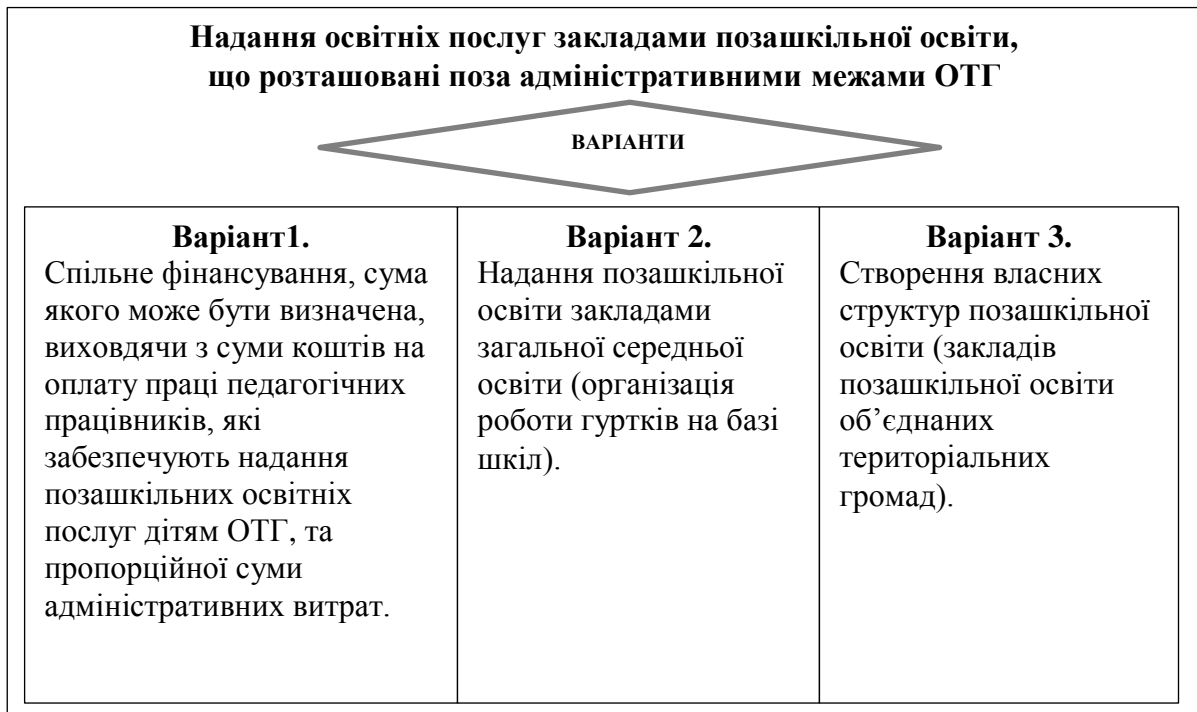 Надання освітніх послуг закладами позашкільної освіти,
що розташовані поза адміністративними межами ОТГ
ВАРІАНТИ
Варіант1.
Спільне фінансування, сума
якого може бути визначена,
виховдячи з суми коштів на
оплату праці педагогічних
працівників, які
забезпечують надання
позашкільних освітніх
послуг дітям ОТГ, та
пропорційної суми
адміністративних витрат.
Варіант 2.
Надання позашкільної
освіти закладами
загальної середньої
освіти (організація
роботи гуртків на базі
шкіл).
Варіант 3.
Створення власних
структур позашкільної
освіти (закладів
позашкільної освіти
об’єднаних
територіальних
громад).